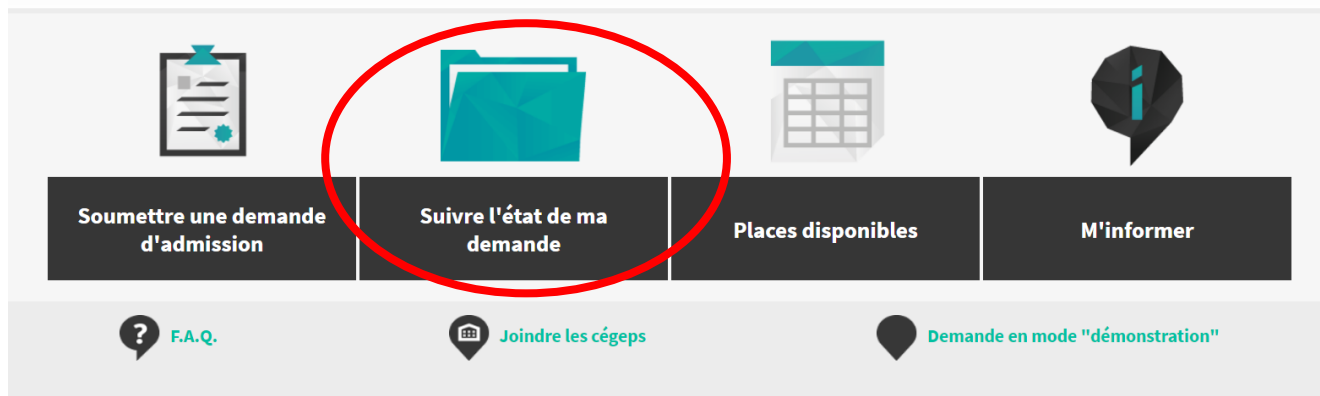 i
Soumettre une demande
d'admission
Suivre l'état de ma
demande
Places disponibles
M'informer
? F.A.Q.
Joindre les cégeps
Demande en mode "démonstration"